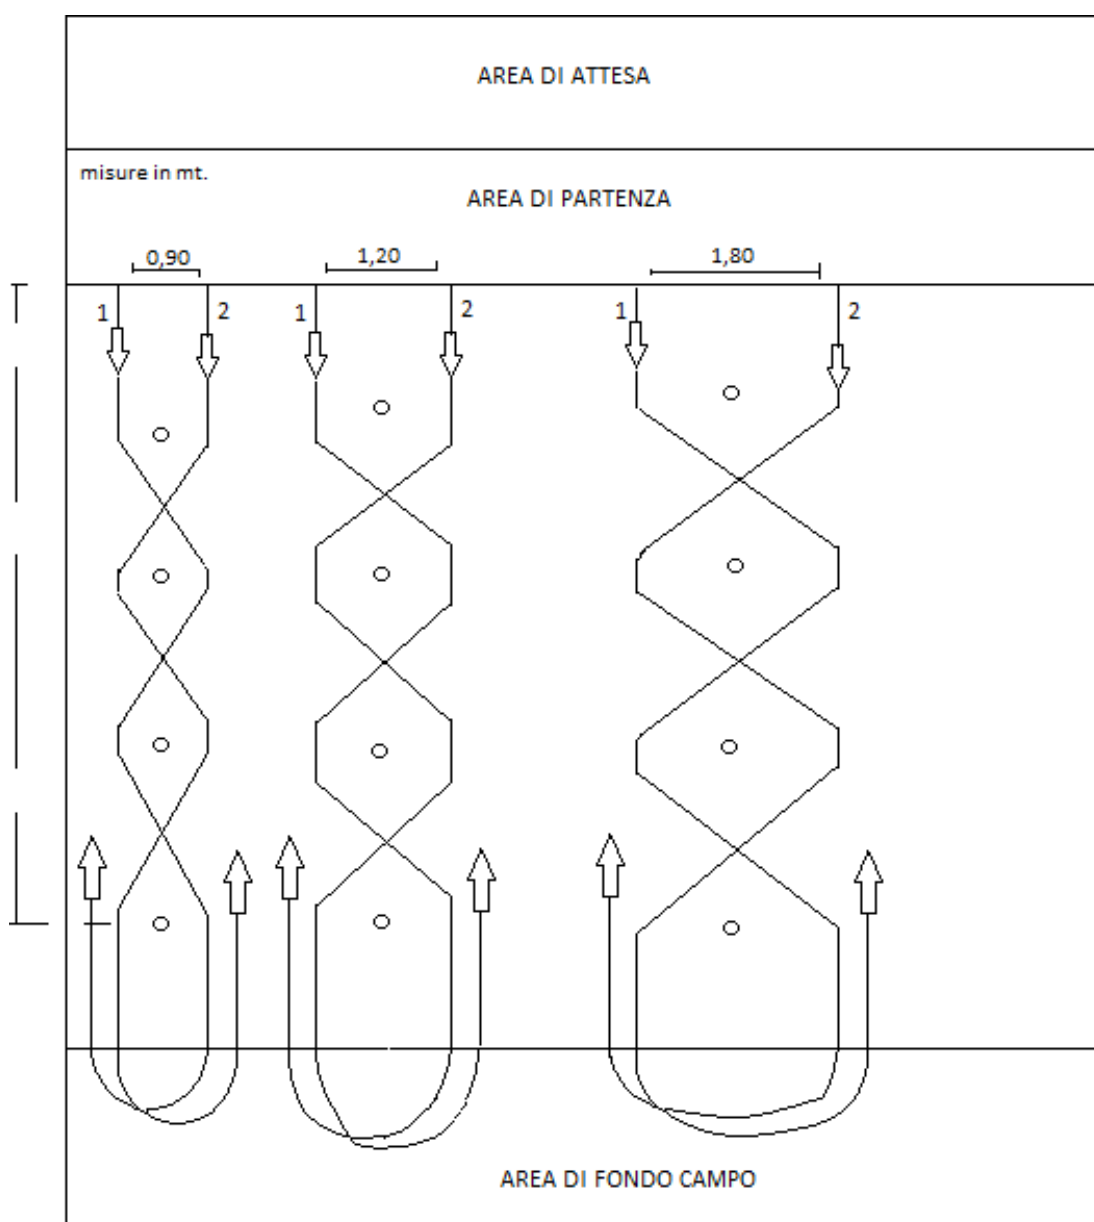 AREA DI ATTESA
misure in mt.
AREA DI PARTENZA
0,90 1,20 1,80
1 2 1 2 1 2
AREA DI FONDO CAMPO